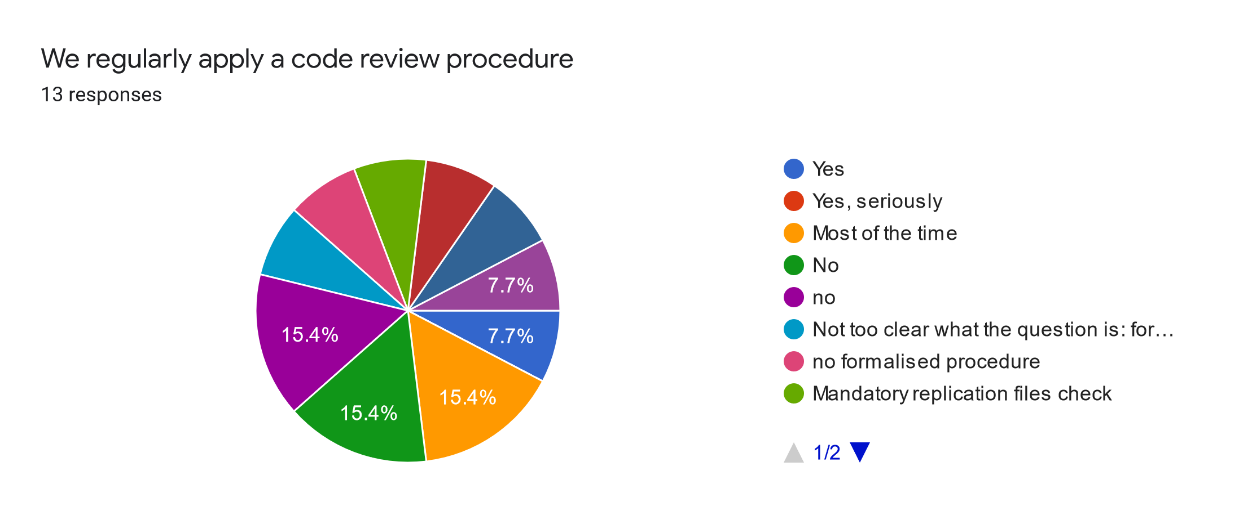 We regularly apply a code review procedure
13 responses
7.7%
7.7%
15.4%
15.4%
15.4%
Yes
Yes, seriously
Most of the time
No
no
Not too clear what the question is: for…
no formalised procedure
Mandatory replication files check
1/2